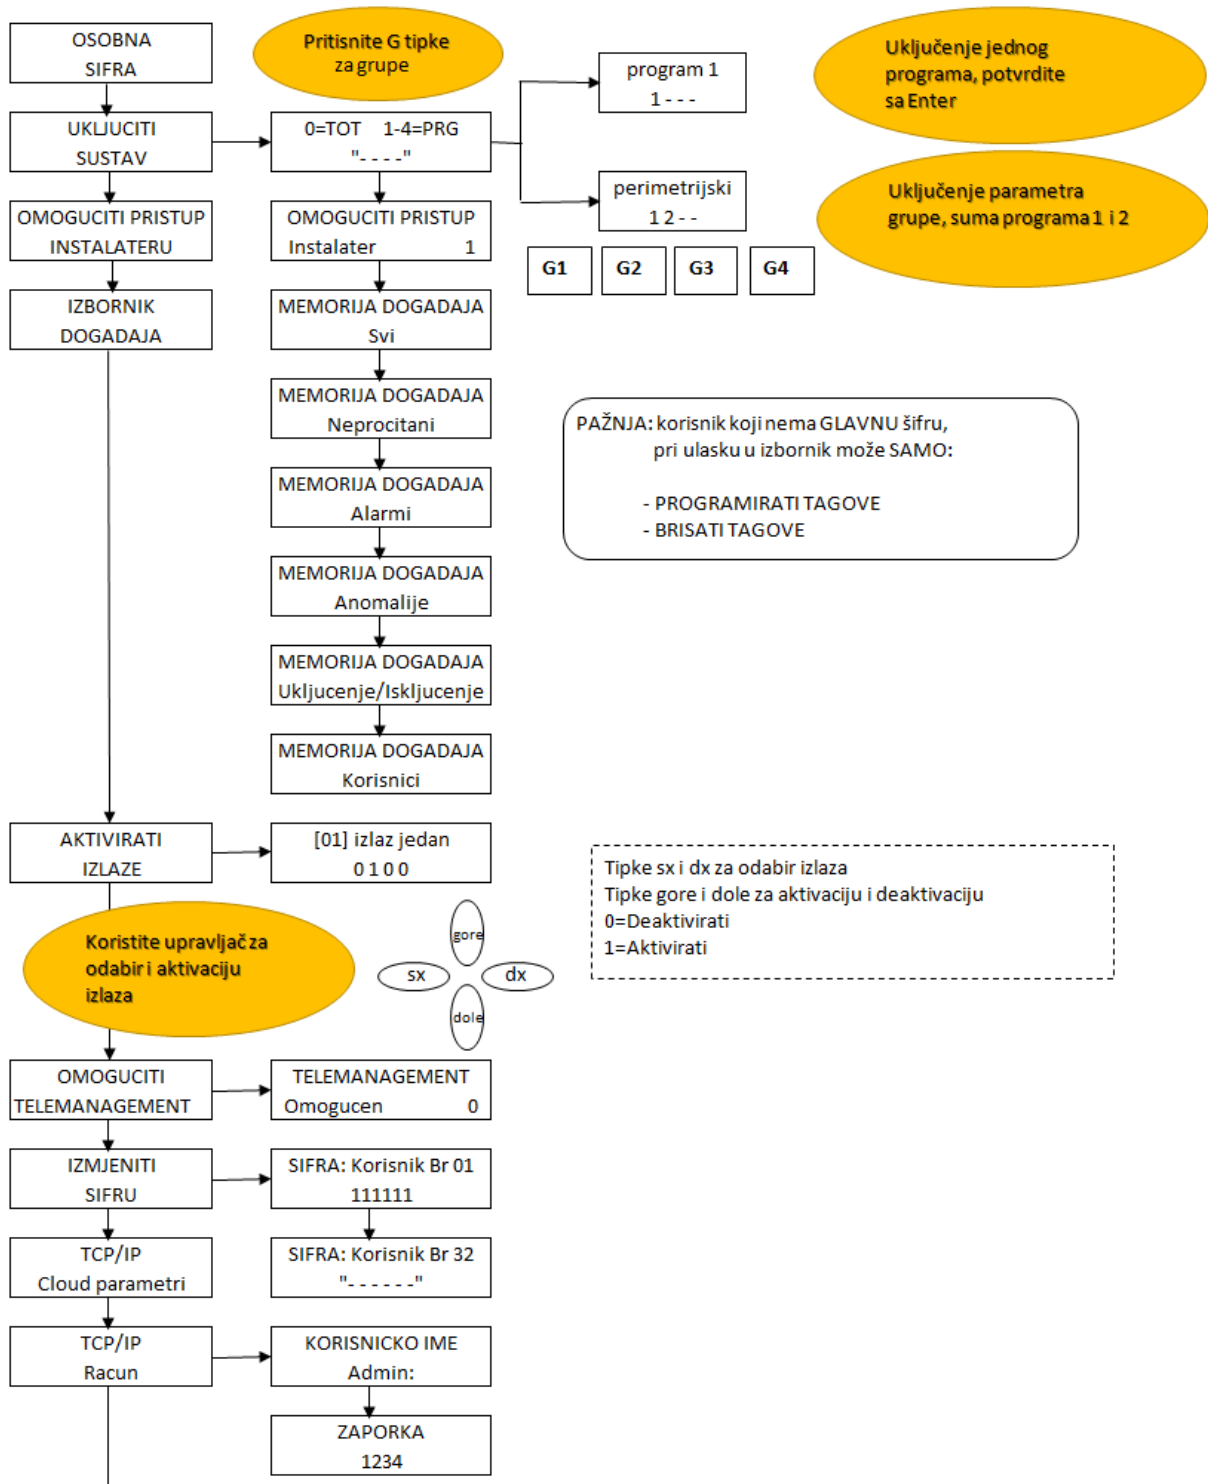 OSOBNA
SIFRA
Pritisnite G tipke
za grupe
program 1
1 - - -
Uključenje jednog
programa, potvrdite
sa Enter
UKLJUCITI
SUSTAV
0=TOT 1-4=PRG
"- - - -"
perimetrijski
1 2 - -
Uključenje parametra
grupe, suma programa 1 i 2
OMOGUCITI PRISTUP
INSTALATERU
OMOGUCITI PRISTUP
Instalater 1
G1 G2 G3 G4
IZBORNIK
DOGADAJA
MEMORIJA DOGADAJA
Svi
MEMORIJA DOGADAJA
Neprocitani
PAŽNJA: korisnik koji nema GLAVNU šifru,
pri ulasku u izbornik može SAMO:
- PROGRAMIRATI TAGOVE
- BRISATI TAGOVE
MEMORIJA DOGADAJA
Alarmi
MEMORIJA DOGADAJA
Anomalije
MEMORIJA DOGADAJA
Ukljucenje/Iskljucenje
MEMORIJA DOGADAJA
Korisnici
AKTIVIRATI
IZLAZE
[01] izlaz jedan
0 1 0 0
Tipke sx i dx za odabir izlaza
Tipke gore i dole za aktivaciju i deaktivaciju
0=Deaktivirati
1=Aktivirati
Koristite upravljač za
odabir i aktivaciju
izlaza
gore
sx dx
dole
OMOGUCITI
TELEMANAGEMENT
TELEMANAGEMENT
Omogucen 0
IZMJENITI
SIFRU
SIFRA: Korisnik Br 01
111111
TCP/IP
Cloud parametri
SIFRA: Korisnik Br 32
"- - - - - -"
TCP/IP
Racun
KORISNICKO IME
Admin:
ZAPORKA
1234